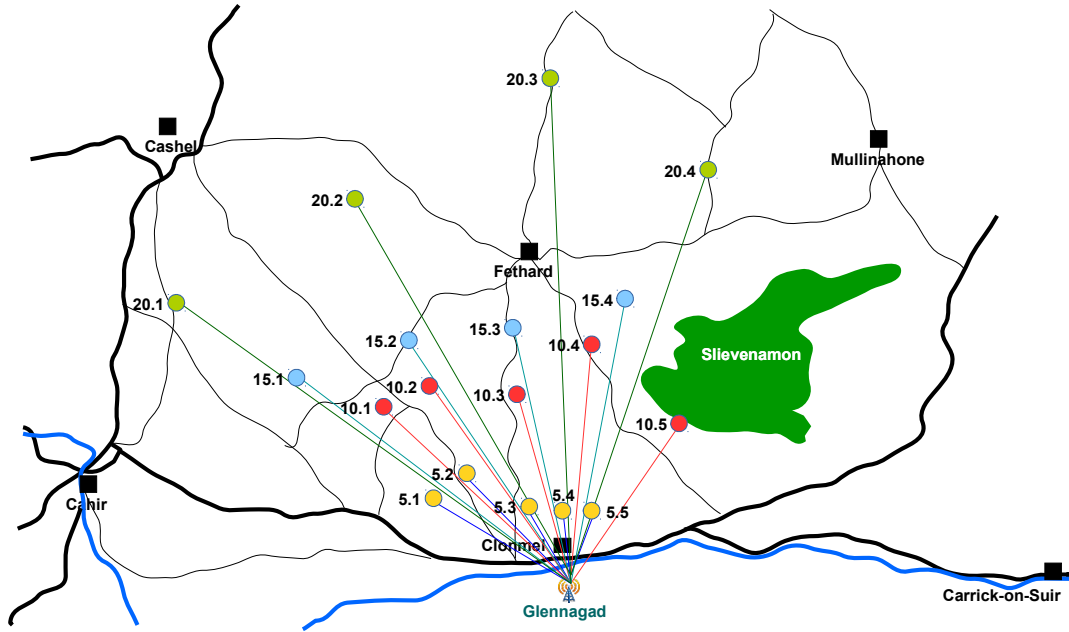 20.3
Cashel
Mullinahone
20.4
20.2
Fethard
20.1
15.4
15.3
15.2
10.4
Slievenamon
15.1
10.2
10.3
10.1
10.5
5.2
5.1
5.4
5.3
5.5
Cahir
Clonmel
Carrick-on-Suir
Glennagad